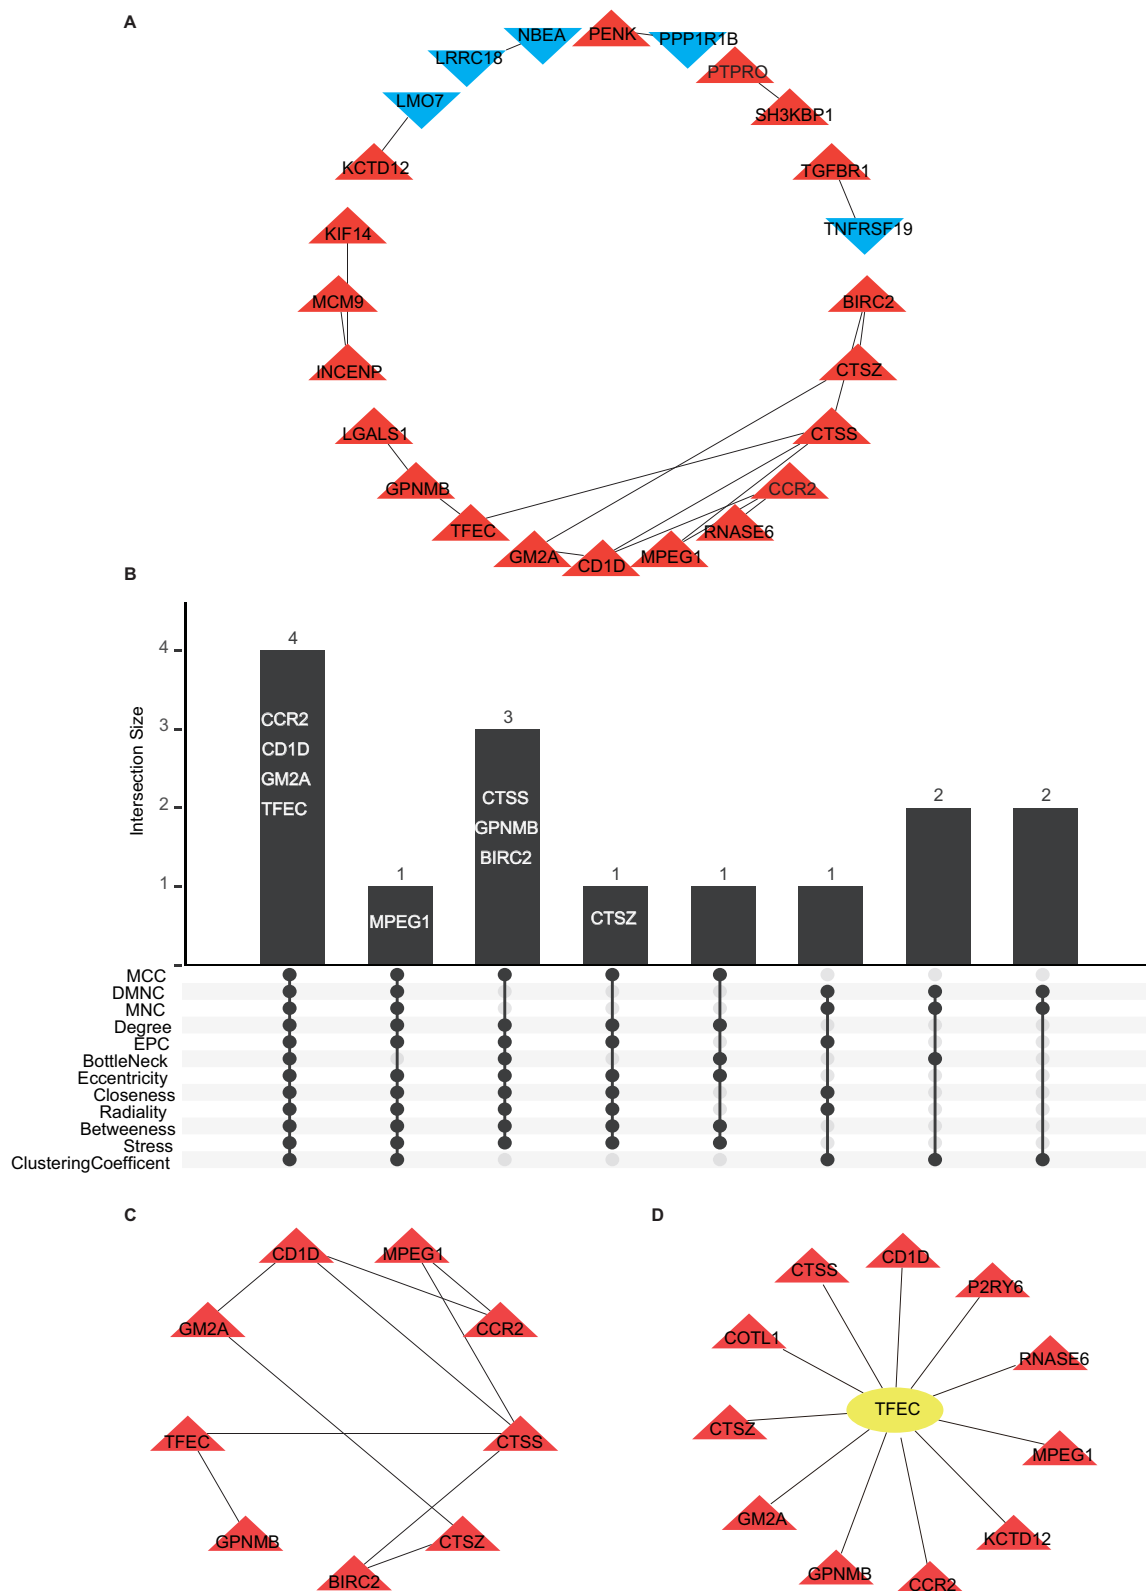 A
NBEA
PENK
PPP1R1B
LRRC18
PTPRO
LMO7
SH3KBP1
KCTD12
TGFBR1
KIF14
TNFRSF19
MCM9
BIRC2
INCENP
CTSZ
LGALS1
CTSS
GPNMB
CCR2
TFEC
RNASE6
GM2A
CD1D
MPEG1
B
Intersection Size
4
3
2
1
4
1
3
1
1
1
2
2
CCR2
CD1D
GM2A
TFEC
MPEG1
CTSS
GPNMB
BIRC2
CTSZ
MCC
DMNC
MNC
Degree
EPC
BottleNeck
Eccentricity
Closeness
Radiality
Betweeness
Stress
ClusteringCoefficent
C
CD1D
MPEG1
GM2A
CCR2
TFEC
CTSS
GPNMB
CTSZ
BIRC2
D
CD1D
CTSS
P2RY6
COTL1
RNASE6
TFEC
CTSZ
MPEG1
GM2A
KCTD12
GPNMB
CCR2